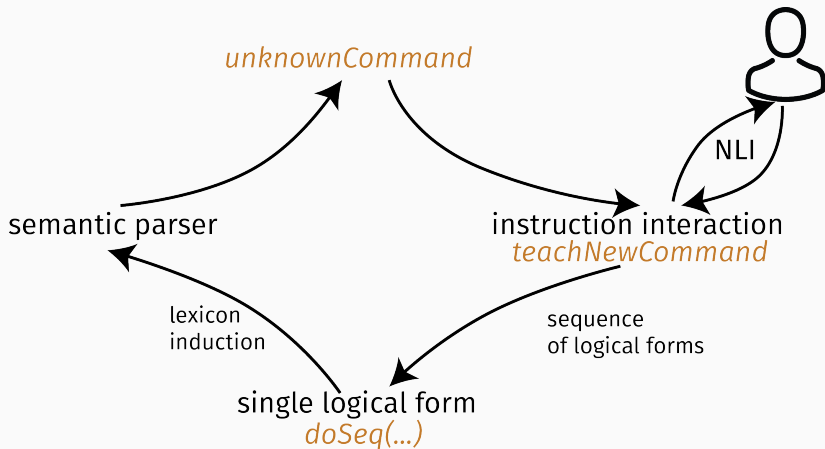 unknownCommand
NLI
semantic parser
instruction interaction
teachNewCommand
lexicon
induction
sequence
of logical forms
single logical form
doSeq(...)